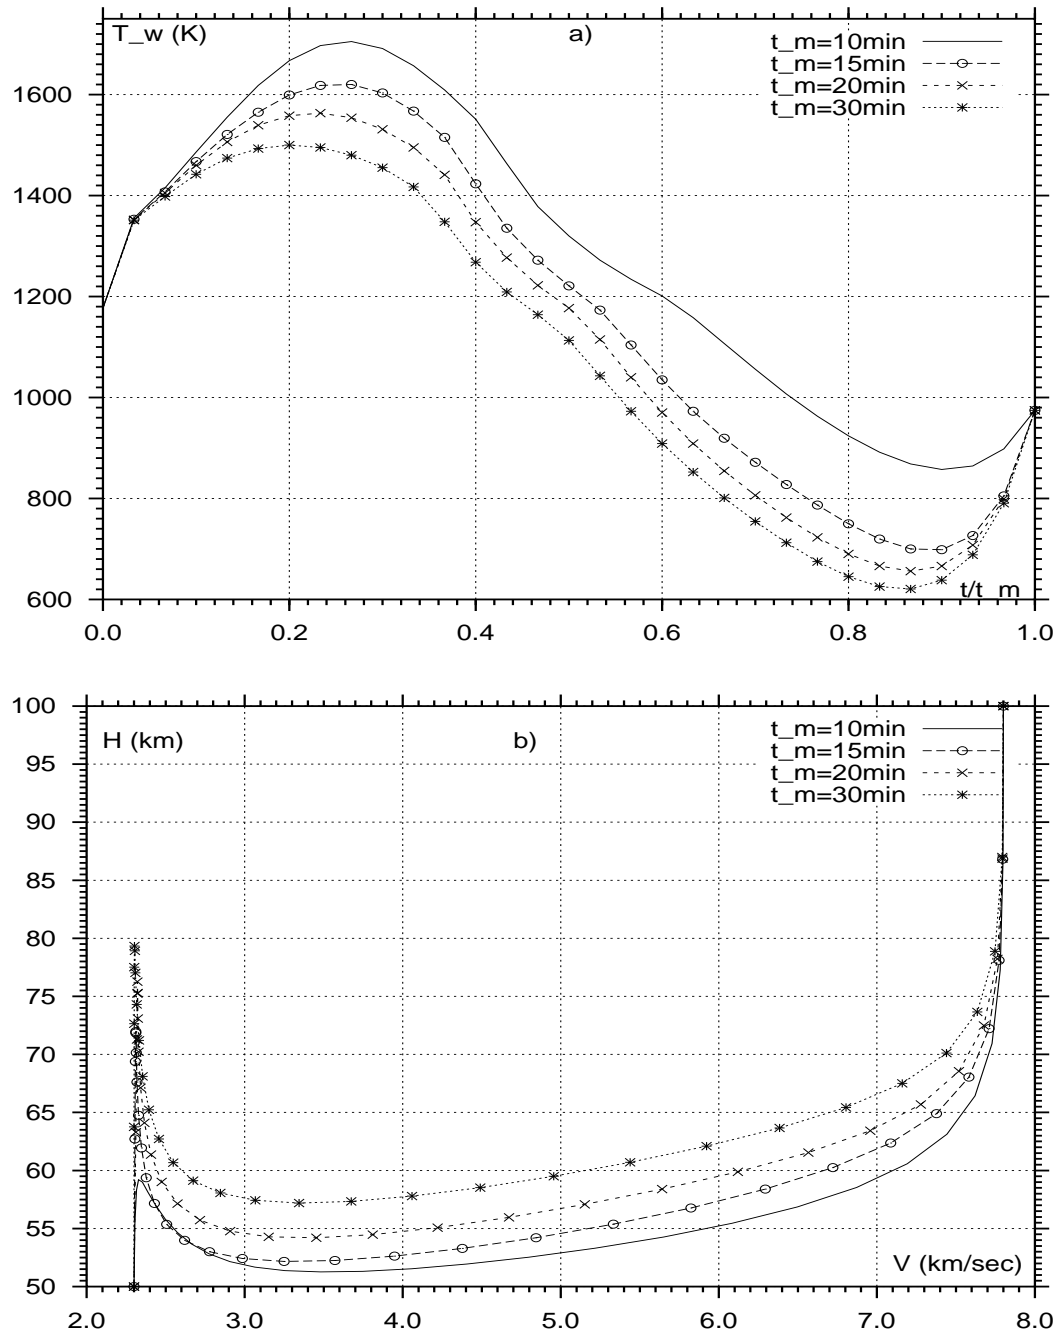 T_w (K)
a)
t_m=10min
t_m=15min
t_m=20min
t_m=30min
1600
1400
1200
1000
800
600
t/t_m
0.0 0.2 0.4 0.6 0.8 1.0
100
H (km)
b)
t_m=10min
t_m=15min
t_m=20min
t_m=30min
95
90
85
80
75
70
65
60
55
50
V (km/sec)
2.0 3.0 4.0 5.0 6.0 7.0 8.0